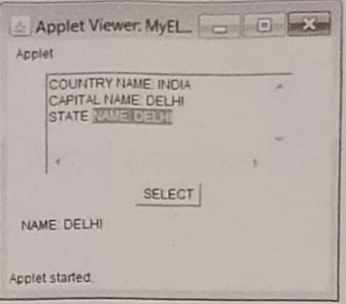 Applet Viewer: MyEL...
Applet
COUNTRY NAME: INDIA
CAPITAL NAME: DELHI
STATE NAME: DELHI
SELECT
NAME: DELHI
Applet started.